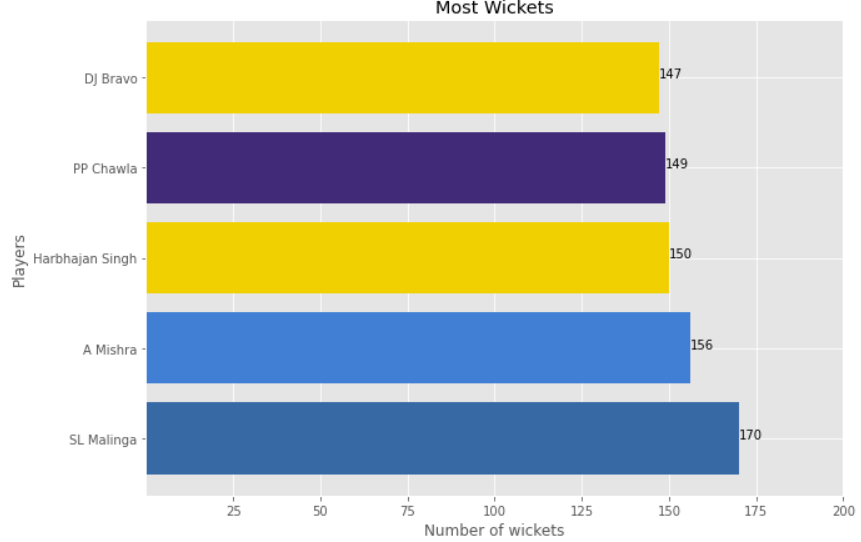 Most Wickets
DJ Bravo
147
PP Chawla
149
Players
Harbhajan Singh
150
A Mishra
156
SL Malinga
170
25 50 75 100 125 150 175 200
Number of wickets